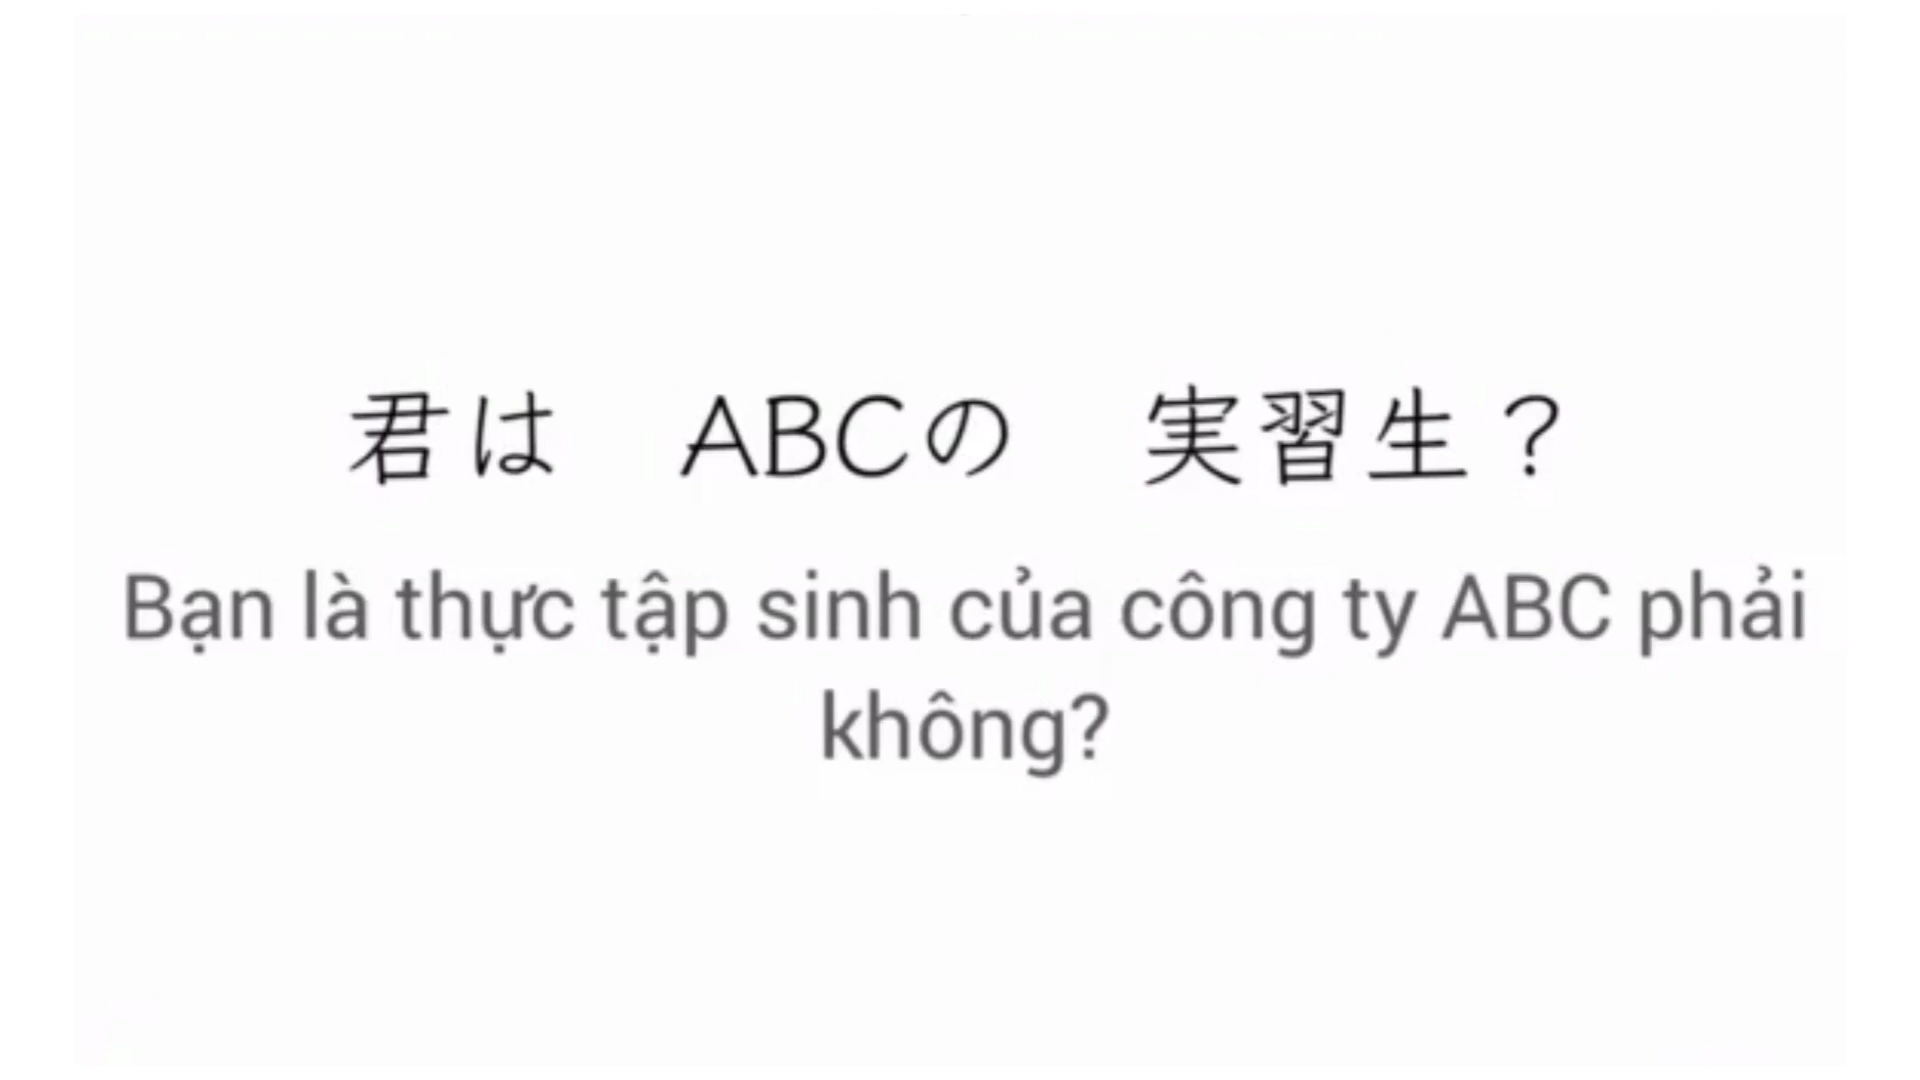 君は　ABCの　実習生？
Bạn là thực tập sinh của công ty ABC phải
không?